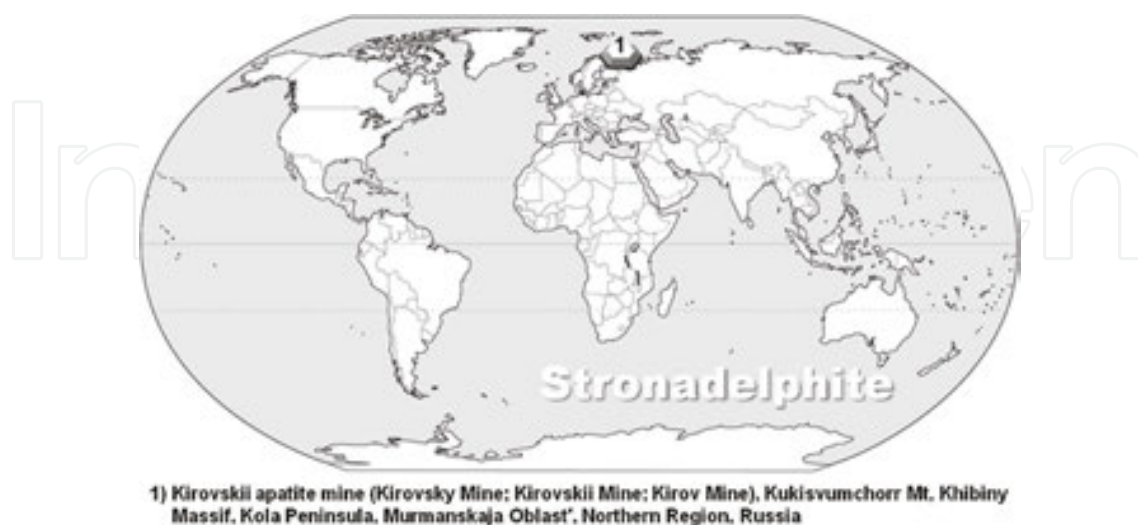 1
Stronadelphite
1) Kirovskii apatite mine (Kirovsky Mine; Kirovskii Mine; Kirov Mine), Kukisvumchorr Mt, Khibiny
Massif, Kola Peninsula, Murmanskaja Oblast', Northern Region, Russia